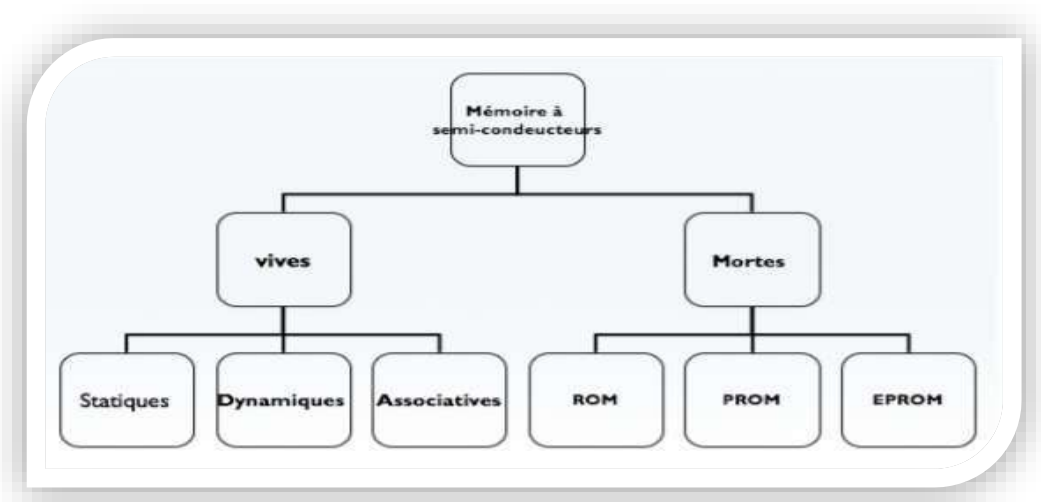 Mémoire à
semi-condeucteurs
vives
Mortes
Statiques
Dynamiques
Associatives
ROM
PROM
EPROM